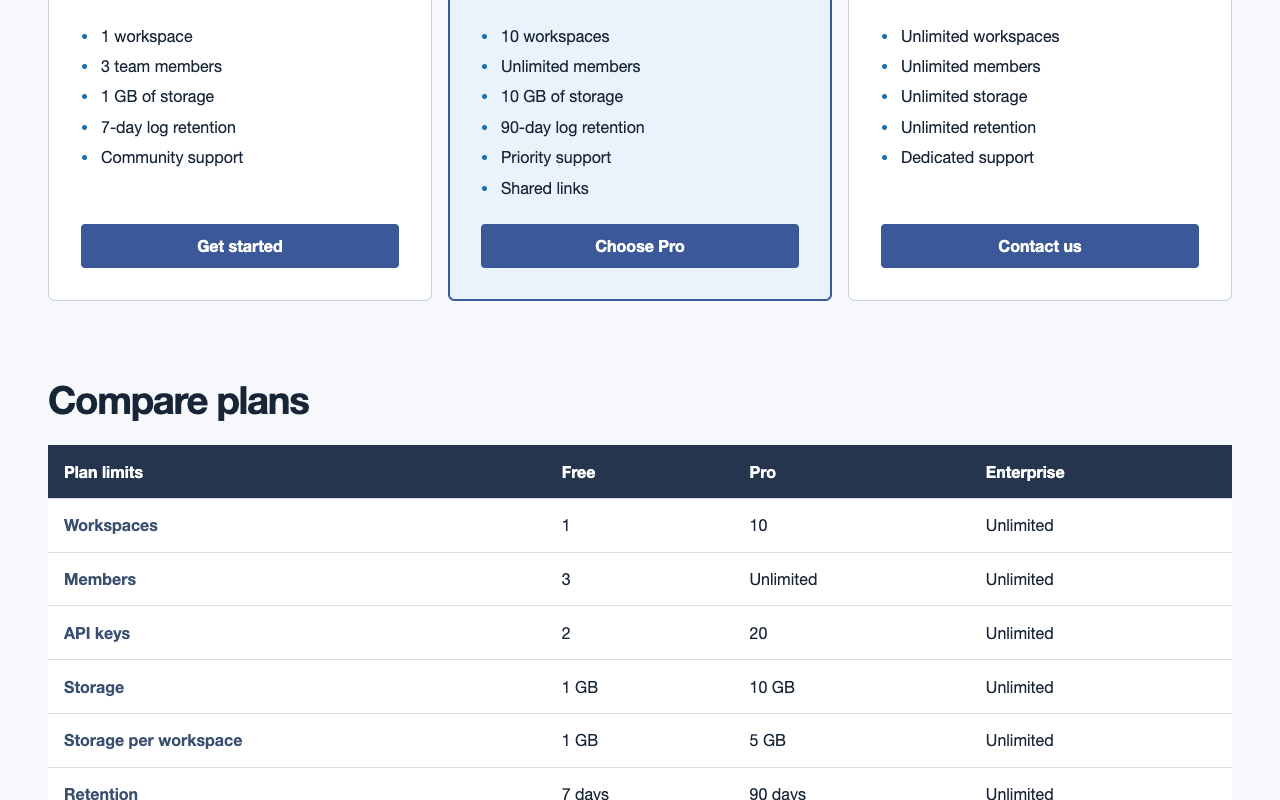 1 workspace
3 team members
1 GB of storage
7-day log retention
Community support
Get started
10 workspaces
Unlimited members
10 GB of storage
90-day log retention
Priority support
Shared links
Choose Pro
Unlimited workspaces
Unlimited members
Unlimited storage
Unlimited retention
Dedicated support
Contact us
Compare plans
Plan limits Free Pro Enterprise
Workspaces 1 10 Unlimited
Members 3 Unlimited Unlimited
API keys 2 20 Unlimited
Storage 1 GB 10 GB Unlimited
Storage per workspace 1 GB 5 GB Unlimited
Retention 7 days 90 days Unlimited